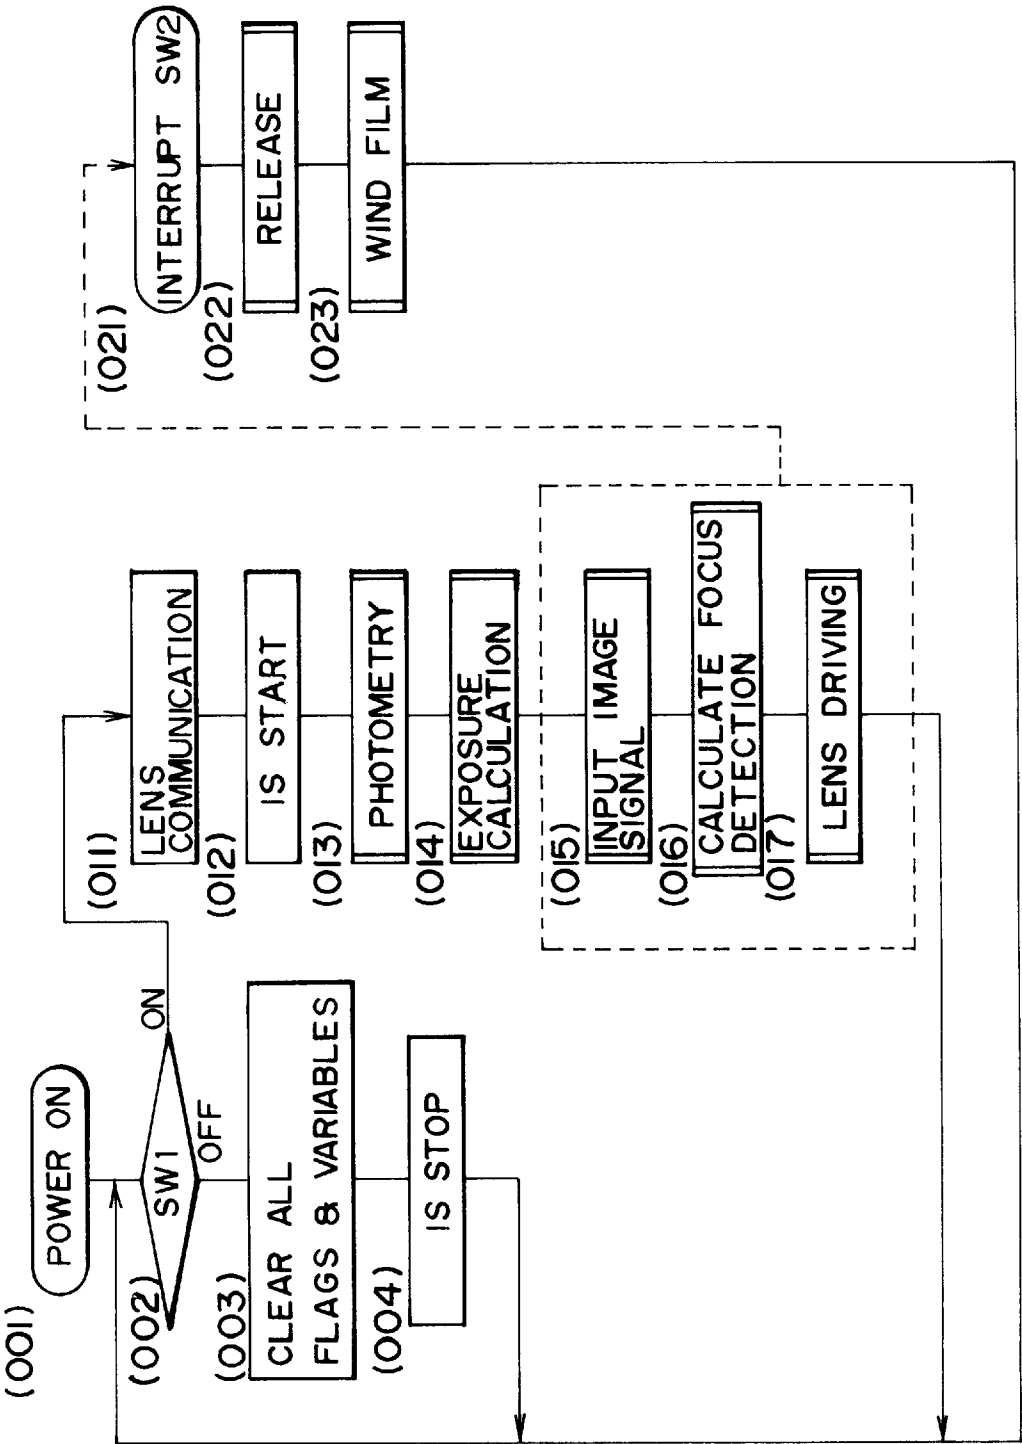 (001)
POWER ON
(002)
SW1
ON
OFF
(003)
CLEAR ALL
FLAGS & VARIABLES
(004)
IS STOP
(011)
LENS
COMMUNICATION
(012)
IS START
(013)
PHOTOMETRY
(014)
EXPOSURE
CALCULATION
(015)
INPUT IMAGE
SIGNAL
(016)
CALCULATE FOCUS
DETECTION
(017)
LENS DRIVING
(021)
INTERRUPT SW2
(022)
RELEASE
(023)
WIND FILM